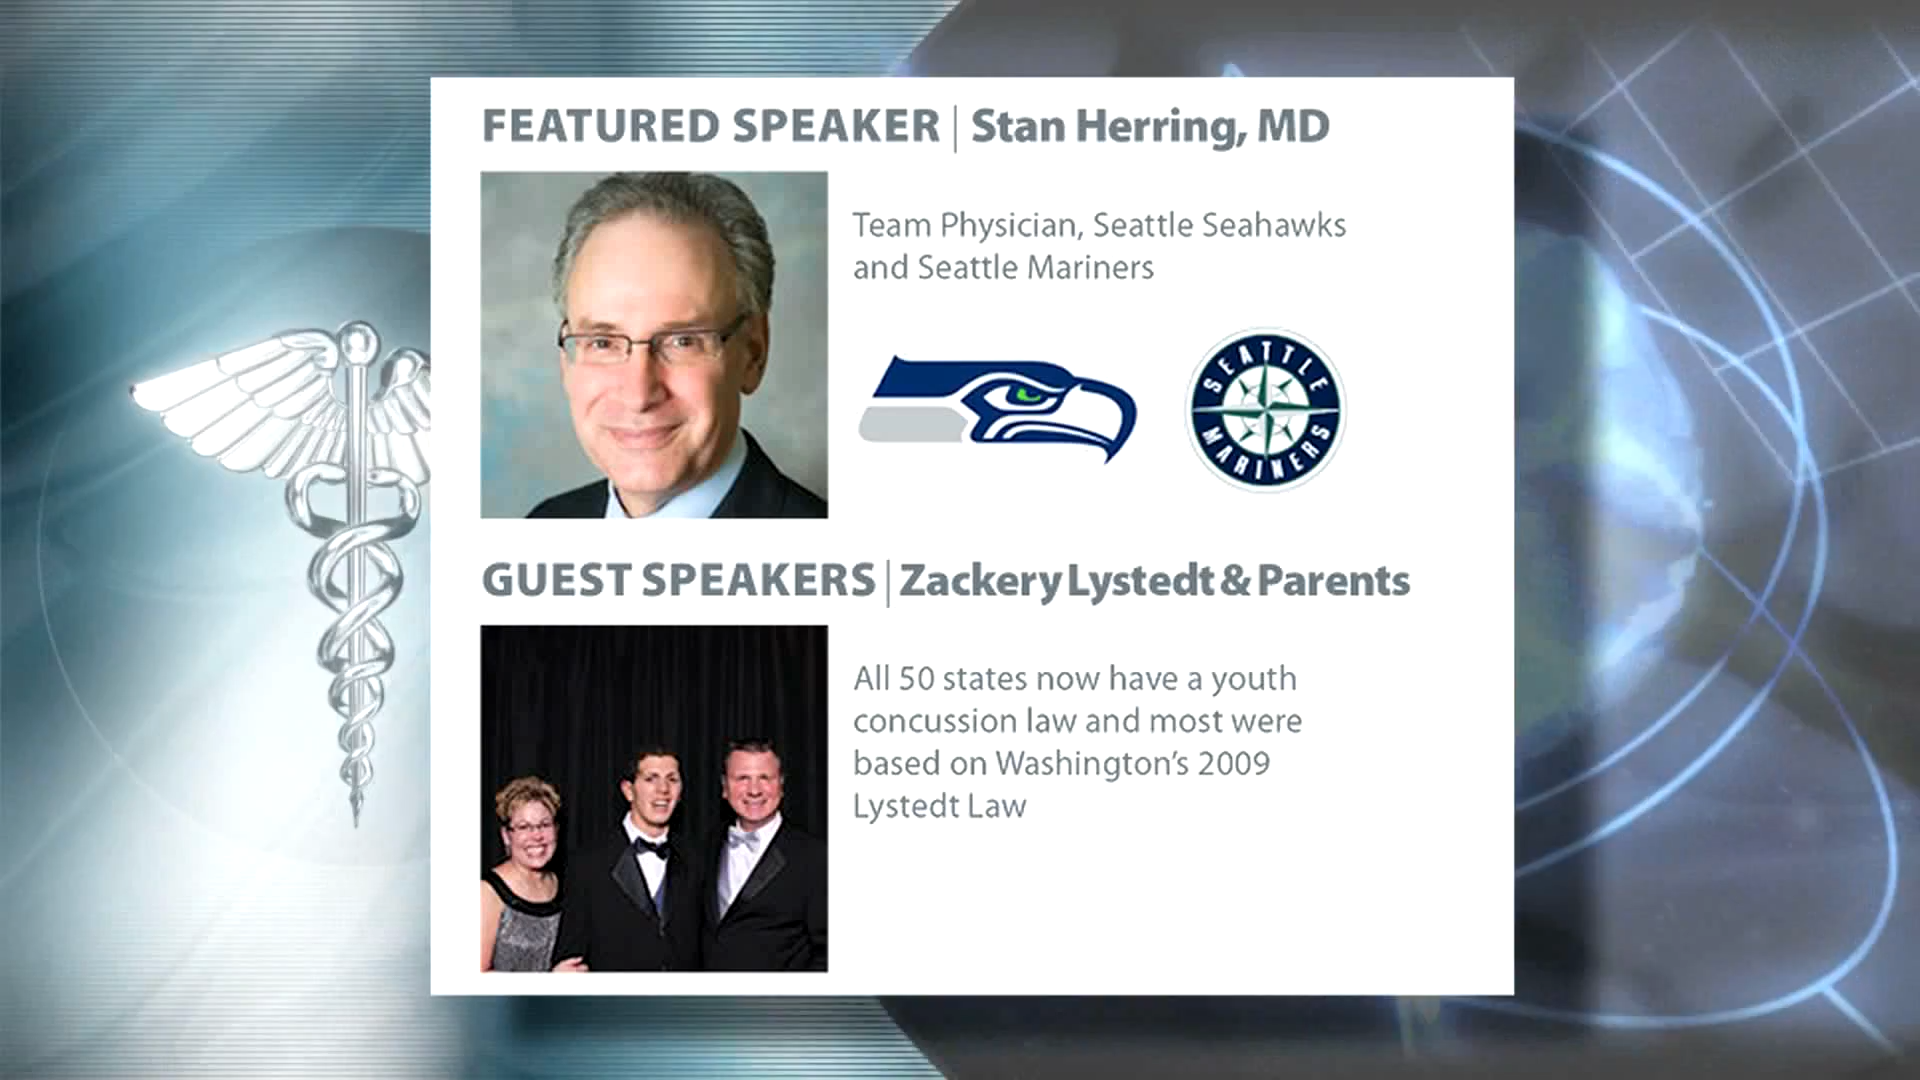 FEATURED SPEAKER | Stan Herring, MD
Team Physician, Seattle Seahawks
and Seattle Mariners
SEATTLE
MARINERS
GUEST SPEAKERS | Zackery Lystedt & Parents
All 50 states now have a youth
concussion law and most were
based on Washington's 2009
Lystedt Law